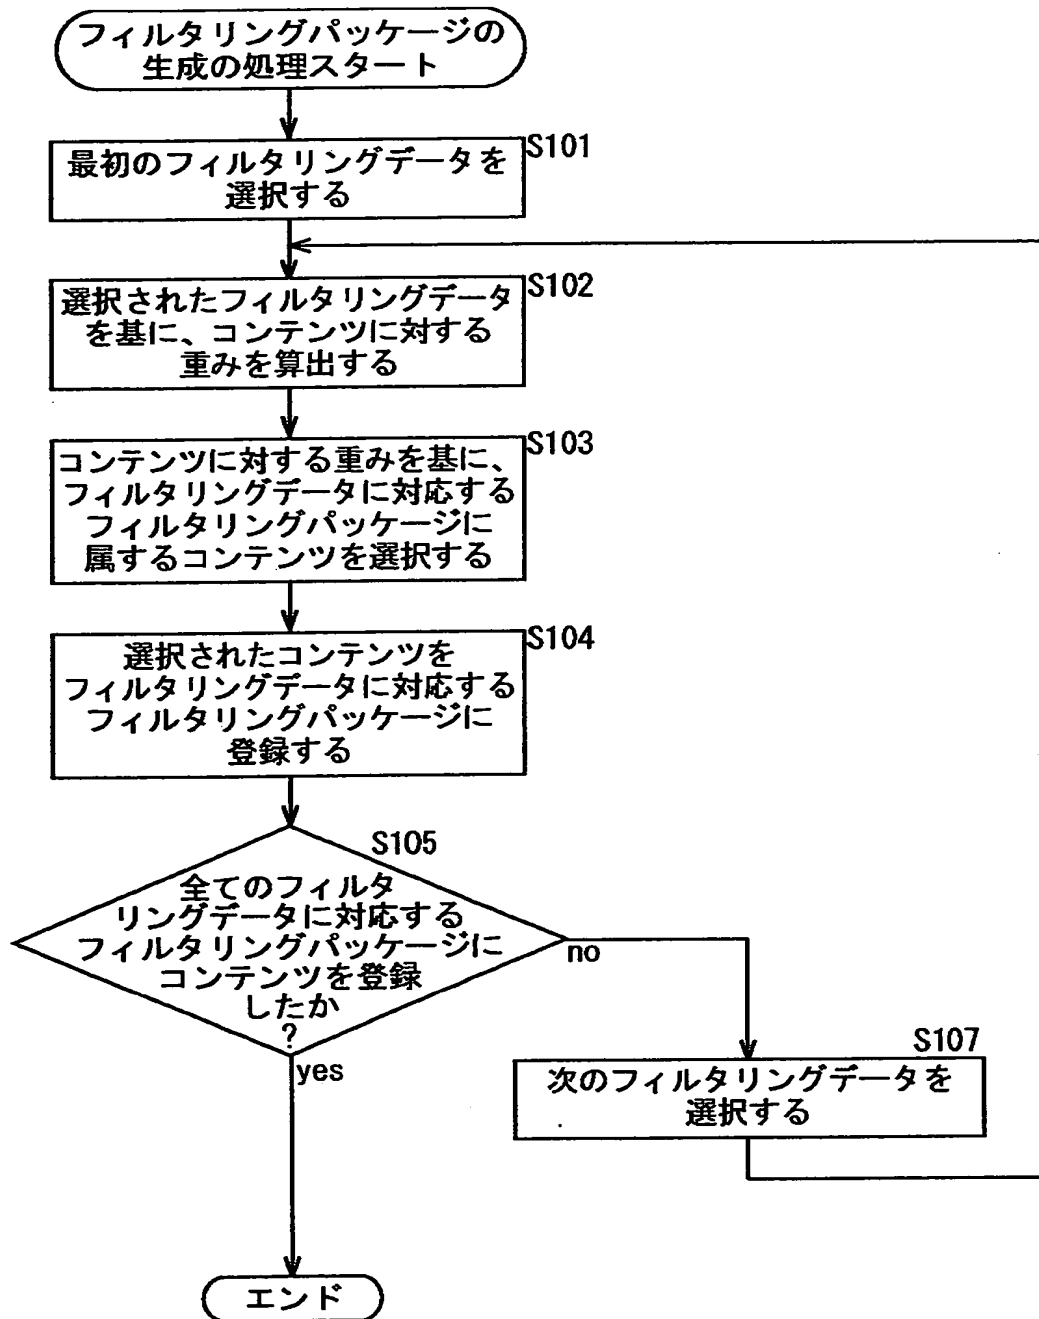 フィルタリングパッケージの
生成の処理スタート
S101
最初のフィルタリングデータを
選択する
S102
選択されたフィルタリングデータ
を基に、コンテンツに対する
重みを算出する
S103
コンテンツに対する重みを基に、
フィルタリングデータに対応する
フィルタリングパッケージに
属するコンテンツを選択する
S104
選択されたコンテンツを
フィルタリングデータに対応する
フィルタリングパッケージに
登録する
S105
全てのフィルタ
リングデータに対応する
フィルタリングパッケージに
コンテンツを登録
したか
?
no
yes
S107
次のフィルタリングデータを
選択する
エンド